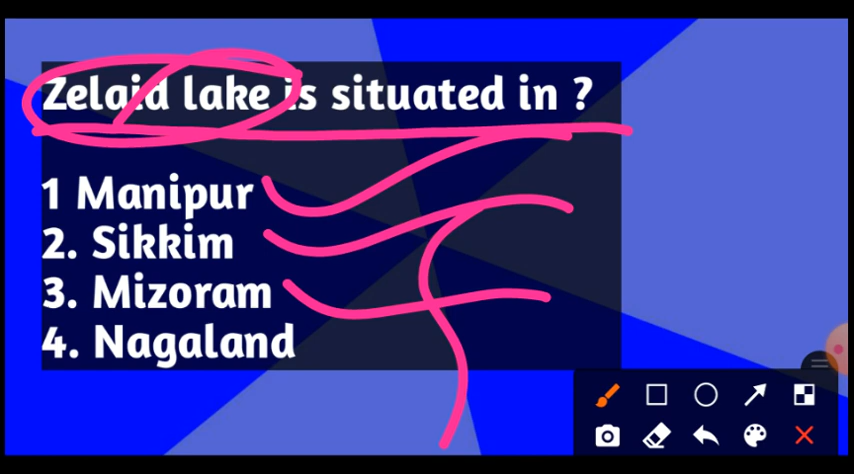 Zelaid lake is situated in ?
1 Manipur
2. Sikkim
3. Mizoram
4. Nagaland